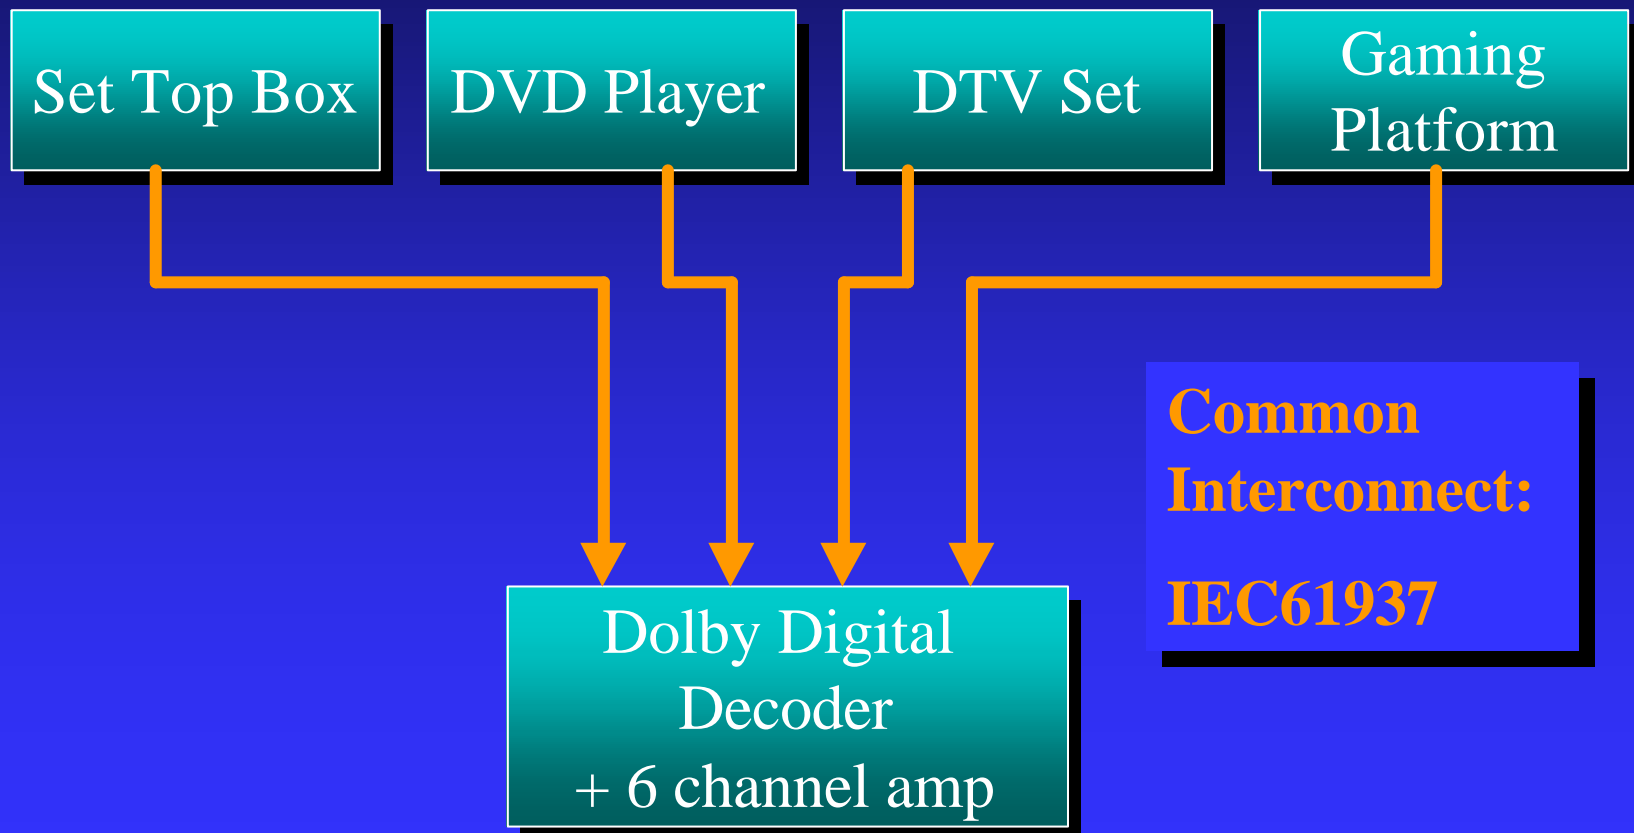 Set Top Box
DVD Player
DTV Set
Gaming
Platform
Common
Interconnect:
IEC61937
Dolby Digital
Decoder
+ 6 channel amp